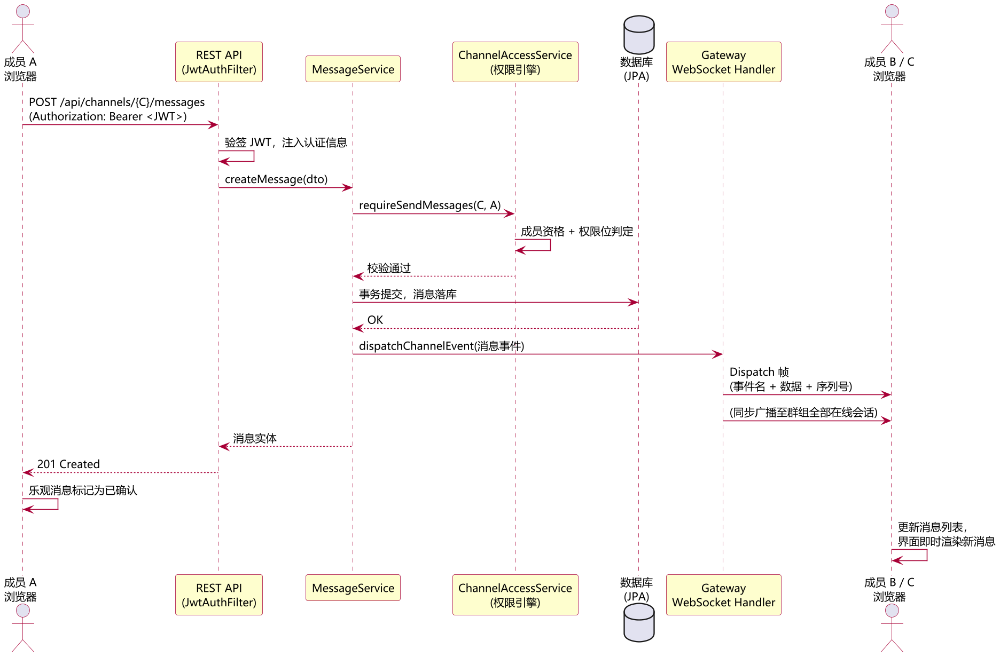 成员 A
浏览器
REST API
(JwtAuthFilter)
MessageService
ChannelAccessService
(权限引擎)
数据库
(JPA)
Gateway
WebSocket Handler
成员 B / C
浏览器
POST /api/channels/{C}/messages
(Authorization: Bearer <JWT>)
验签 JWT，注入认证信息
createMessage(dto)
requireSendMessages(C, A)
成员资格 + 权限位判定
校验通过
事务提交，消息落库
OK
dispatchChannelEvent(消息事件)
Dispatch 帧
(事件名 + 数据 + 序列号)
(同步广播至群组全部在线会话)
消息实体
201 Created
乐观消息标记为已确认
更新消息列表，
界面即时渲染新消息
成员 A
浏览器
REST API
(JwtAuthFilter)
MessageService
ChannelAccessService
(权限引擎)
数据库
(JPA)
Gateway
WebSocket Handler
成员 B / C
浏览器